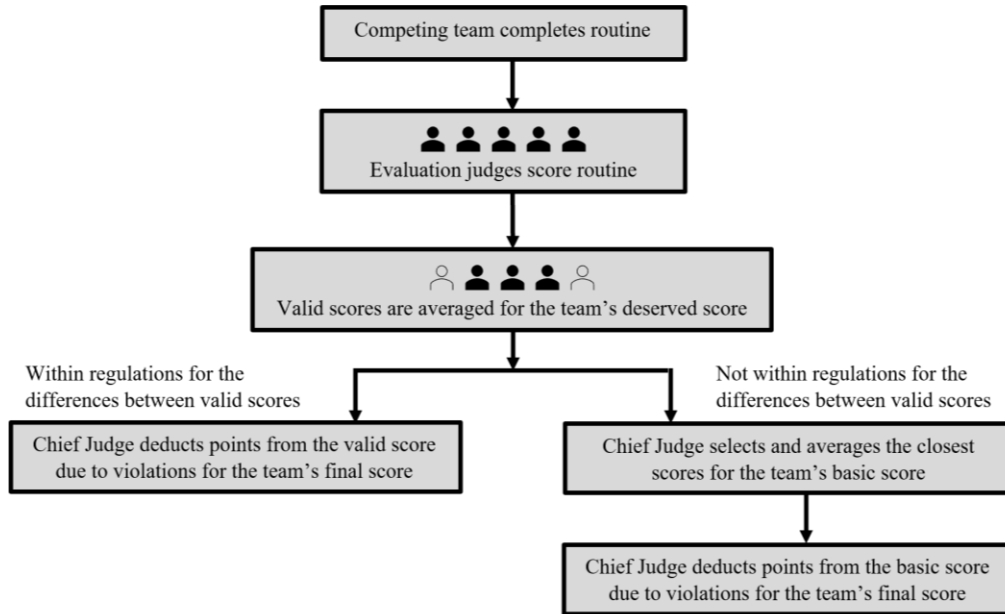 Competing team completes routine
Evaluation judges score routine
Valid scores are averaged for the team's deserved score
Within regulations for the
differences between valid scores
Not within regulations for the
differences between valid scores
Chief Judge deducts points from the valid score
due to violations for the team's final score
Chief Judge selects and averages the closest
scores for the team's basic score
Chief Judge deducts points from the basic score
due to violations for the team's final score